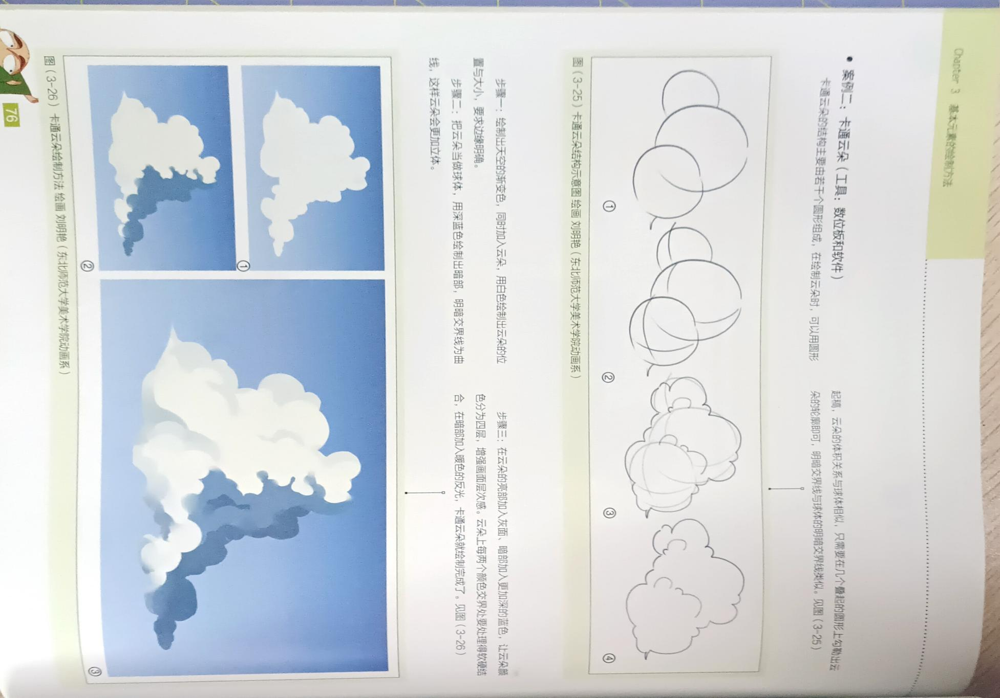 Chapter 3 基本元素的绘制方法
● 案例二：卡通云朵（工具：数位板和软件）
卡通云朵的结构主要由若干个圆形组成，在绘制云朵时，可以用圆形
起稿，云朵的体积关系与球体相似，只需要在几个叠起的圆形上勾勒出云
朵的轮廓即可，明暗交界线与球体的明暗交界线类似。见图（3-25）
①
②
③
④
图（3-25）卡通云朵结构示意图 绘画 刘明艳（东北师范大学美术学院动画系）
步骤一：绘制出天空的渐变色，同时加入云朵，用白色绘制出云朵的位
置与大小，要求边缘明确。
步骤二：把云朵当做球体，用深蓝色绘制出暗部，明暗交界线为曲
线，这样云朵会更加立体。
步骤三：在云朵的亮部加入灰面、暗部加入更加深的蓝色，让云朵颜
色分为四层，增强画面层次感。云朵上每两个颜色交界处要处理得软硬结
合，在暗部加入暖色的反光，卡通云朵就绘制完成了。见图（3-26）
①
②
③
图（3-26）卡通云朵绘制方法 绘画 刘明艳（东北师范大学美术学院动画系）
76